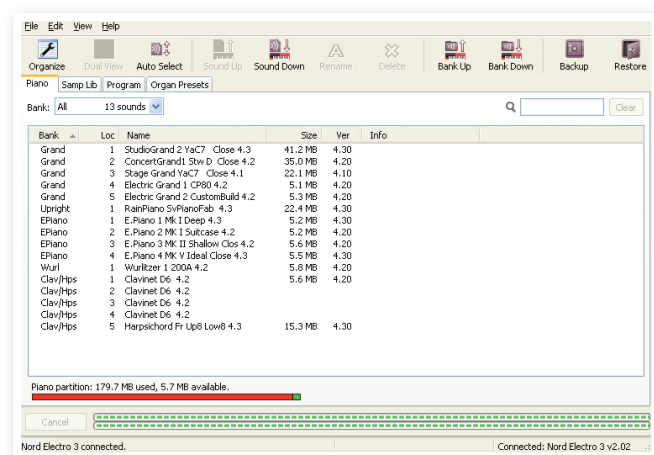 File Edit View Help
Organize Dual View Auto Select Sound Up Sound Down Rename Delete Bank Up Bank Down Backup Restore
Piano Samp Lib Program Organ Presets
Bank: All 13 sounds Clear
Bank Loc Name Size Ver Info
Grand 1 StudioGrand 2 YaC7 Close 4.3 41.2 MB 4.30
Grand 2 ConcertGrand1 Stw D Close 4.2 35.0 MB 4.20
Grand 3 Stage Grand YaC7 Close 4.1 22.1 MB 4.10
Grand 4 Electric Grand 1 CP80 4.2 5.1 MB 4.20
Grand 5 Electric Grand 2 CustomBuild 4.2 5.3 MB 4.20
Upright 1 RainPiano SvPianoFab 4.3 22.4 MB 4.30
EPiano 1 E.Piano 1 Mk I Deep 4.3 5.2 MB 4.30
EPiano 2 E.Piano 2 MK I Suitcase 4.2 5.2 MB 4.20
EPiano 3 E.Piano 3 MK II Shallow Clos 4.2 5.6 MB 4.20
EPiano 4 E.Piano 4 MK V Ideal Close 4.3 5.5 MB 4.30
Wurl 1 Wurlitzer 1 200A 4.2 5.8 MB 4.20
Clav/Hps 1 Clavinet D6 4.2 5.6 MB 4.20
Clav/Hps 2 Clavinet D6 4.2
Clav/Hps 3 Clavinet D6 4.2
Clav/Hps 4 Clavinet D6 4.2
Clav/Hps 5 Harpsichord Fr Up8 Low8 4.3 15.3 MB 4.30
Piano partition: 179.7 MB used, 5.7 MB available.
Cancel
Nord Electro 3 connected. Connected: Nord Electro 3 v2.02